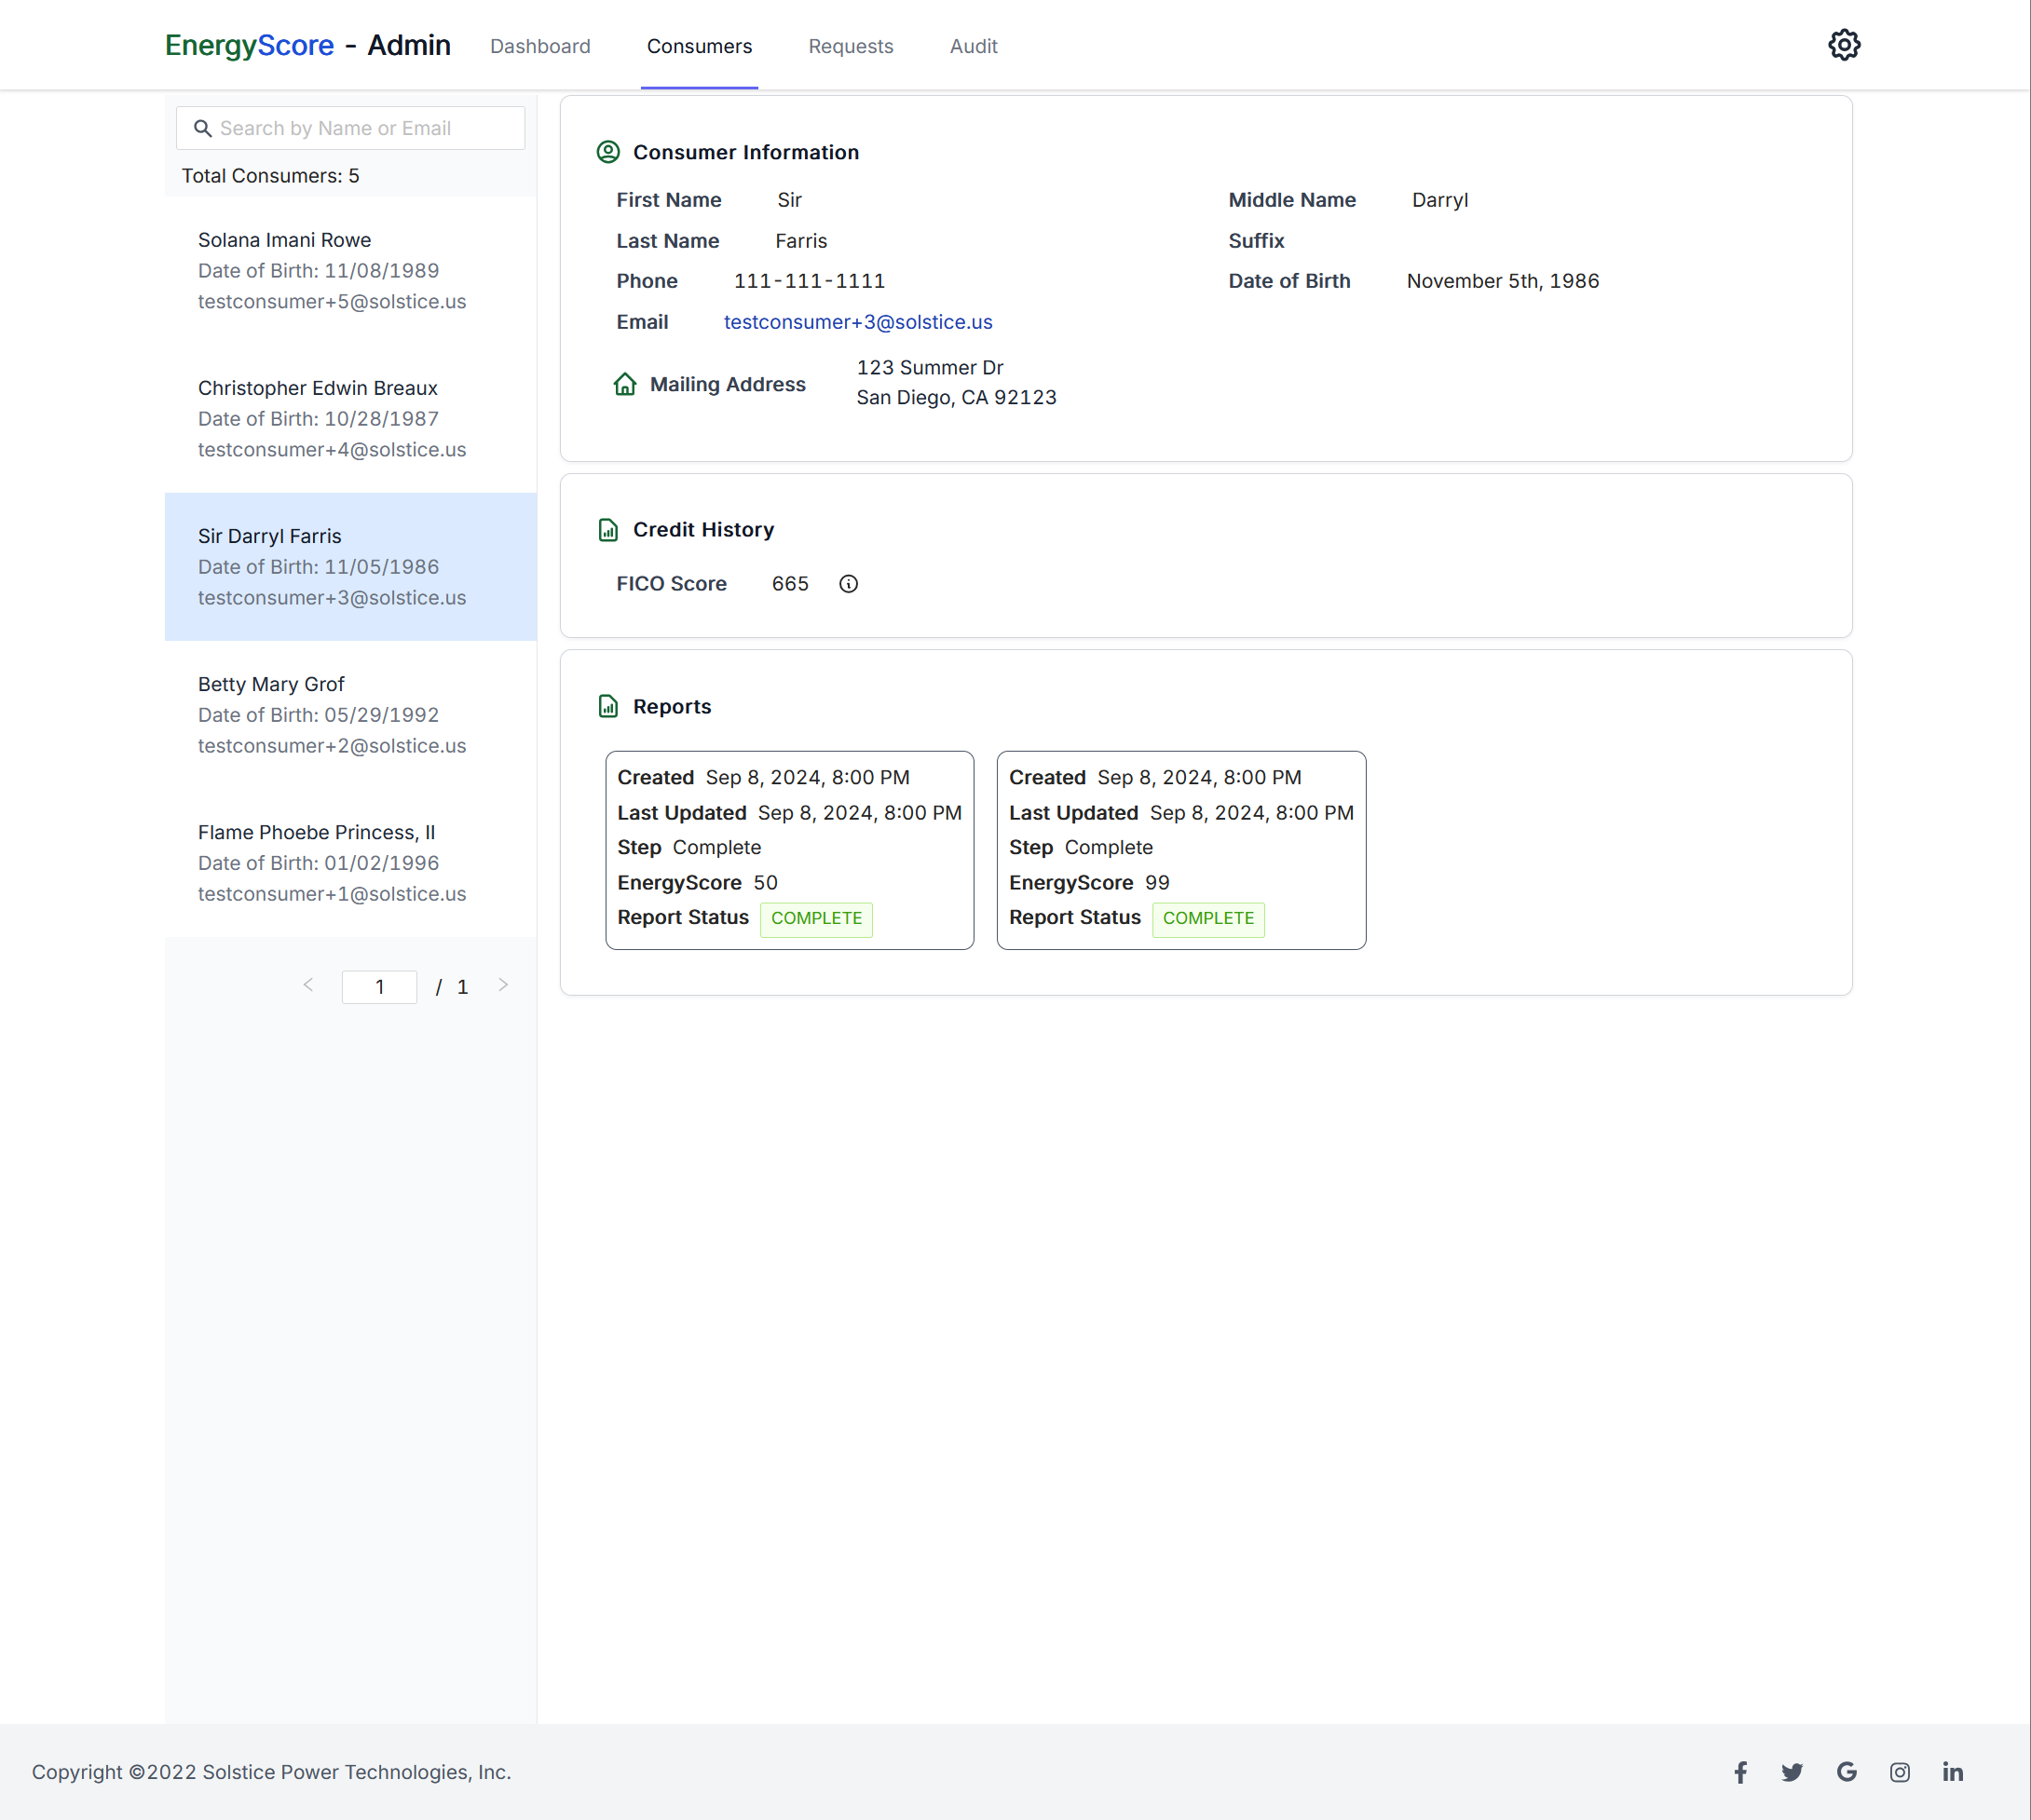 EnergyScore - Admin Dashboard Consumers Requests Audit
Search by Name or Email
Total Consumers: 5
Solana Imani Rowe
Date of Birth: 11/08/1989
testconsumer+5@solstice.us
Christopher Edwin Breaux
Date of Birth: 10/28/1987
testconsumer+4@solstice.us
Sir Darryl Farris
Date of Birth: 11/05/1986
testconsumer+3@solstice.us
Betty Mary Grof
Date of Birth: 05/29/1992
testconsumer+2@solstice.us
Flame Phoebe Princess, II
Date of Birth: 01/02/1996
testconsumer+1@solstice.us
< 1 / 1 >
Consumer Information
First Name Sir Middle Name Darryl
Last Name Farris Suffix
Phone 111-111-1111 Date of Birth November 5th, 1986
Email testconsumer+3@solstice.us
Mailing Address 123 Summer Dr
San Diego, CA 92123
Credit History
FICO Score 665
Reports
Created Sep 8, 2024, 8:00 PM
Last Updated Sep 8, 2024, 8:00 PM
Step Complete
EnergyScore 50
Report Status COMPLETE
Created Sep 8, 2024, 8:00 PM
Last Updated Sep 8, 2024, 8:00 PM
Step Complete
EnergyScore 99
Report Status COMPLETE
Copyright ©2022 Solstice Power Technologies, Inc.